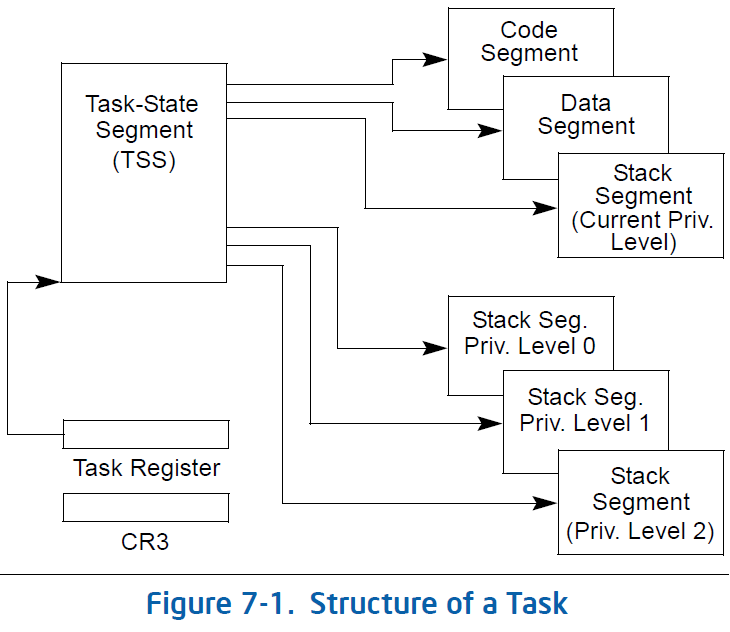 Code
Segment
Task-State
Segment
(TSS)
Data
Segment
Stack
Segment
(Current Priv.
Level)
Stack Seg.
Priv. Level 0
Stack Seg.
Priv. Level 1
Stack
Segment
(Priv. Level 2)
Task Register
CR3
Figure 7-1. Structure of a Task